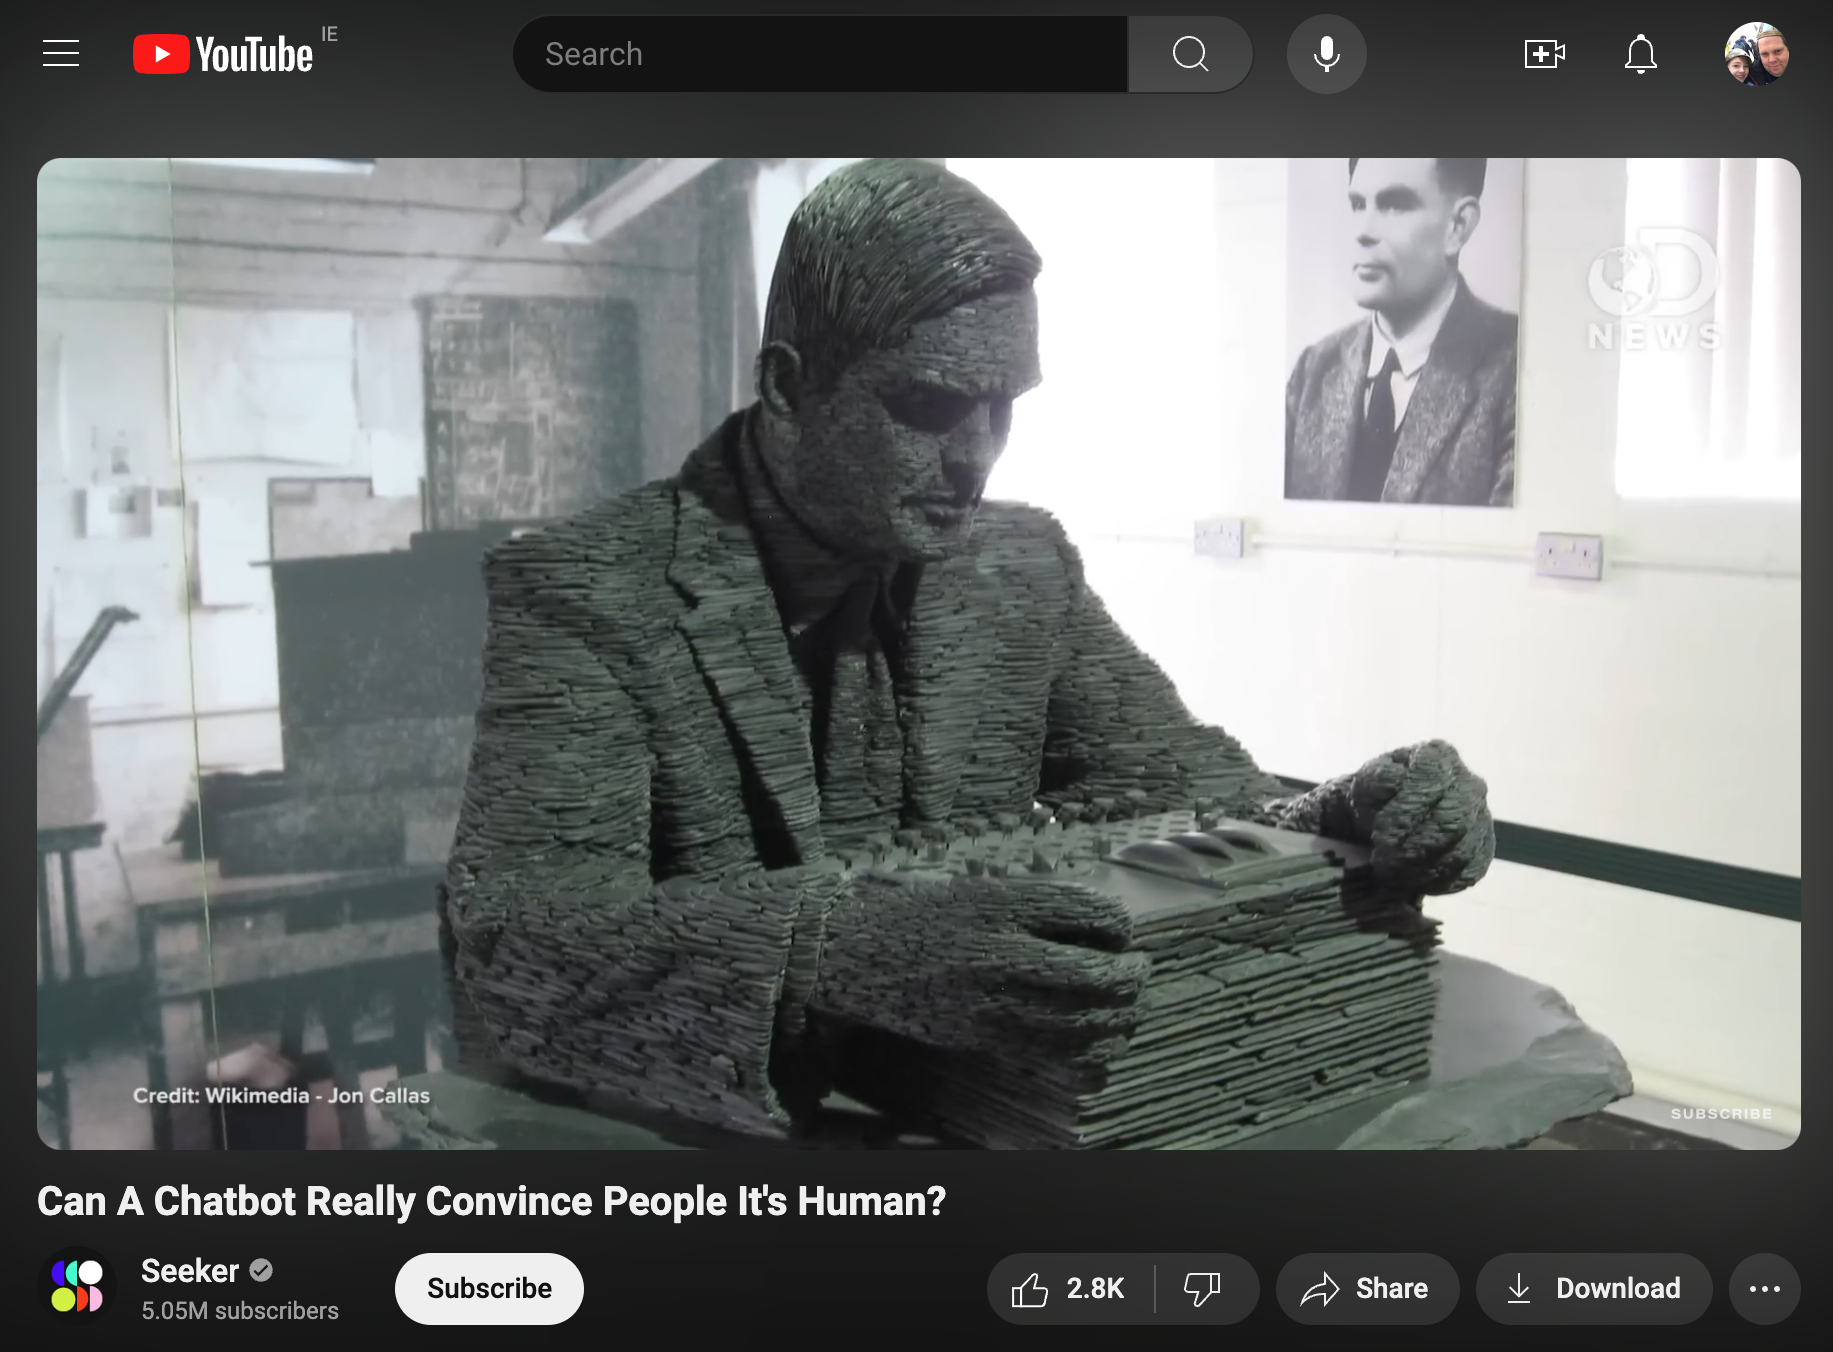 YouTube IE
Search
NEWS
Credit: Wikimedia - Jon Callas
SUBSCRIBE
Can A Chatbot Really Convince People It's Human?
Seeker
5.05M subscribers
Subscribe
2.8K
Share
Download